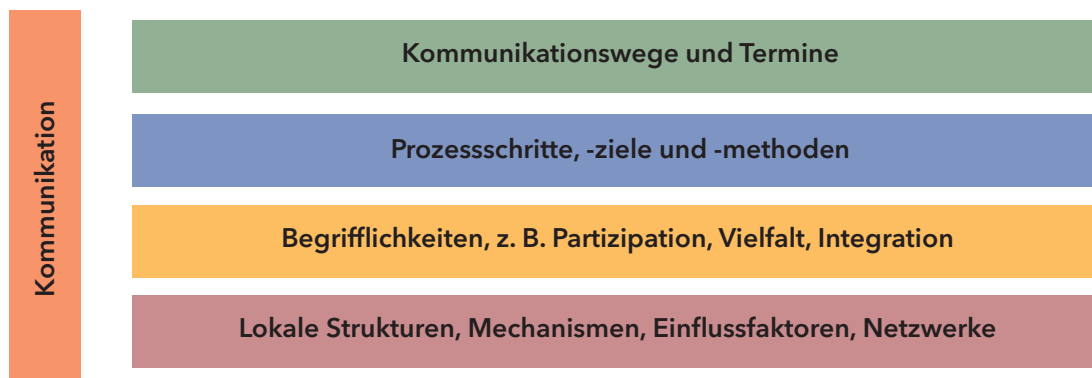 Kommunikation
Kommunikationswege und Termine
Prozessschritte, -ziele und -methoden
Begrifflichkeiten, z. B. Partizipation, Vielfalt, Integration
Lokale Strukturen, Mechanismen, Einflussfaktoren, Netzwerke